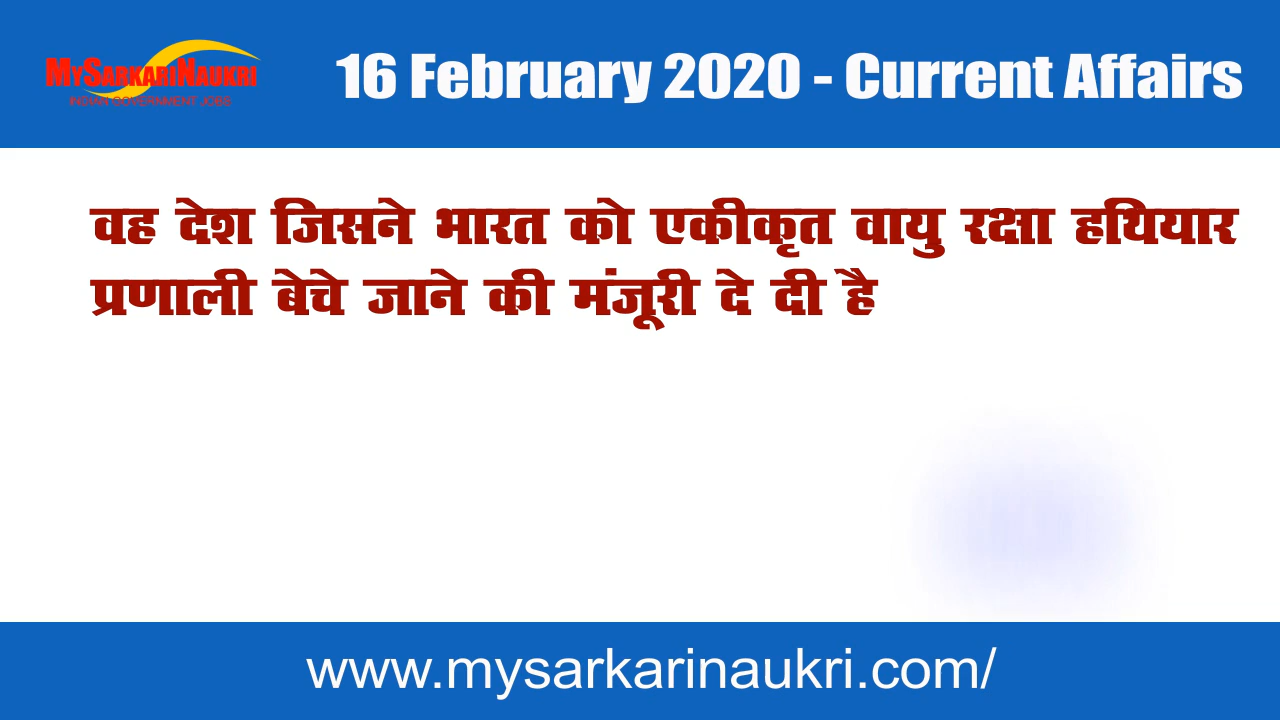 MySarkariNaukri
INDIAN GOVERNMENT JOBS
16 February 2020 - Current Affairs
वह देश जिसने भारत को एकीकृत वायु रक्षा हथियार
प्रणाली बेचे जाने की मंजूरी दे दी है
www.mysarkarinaukri.com/